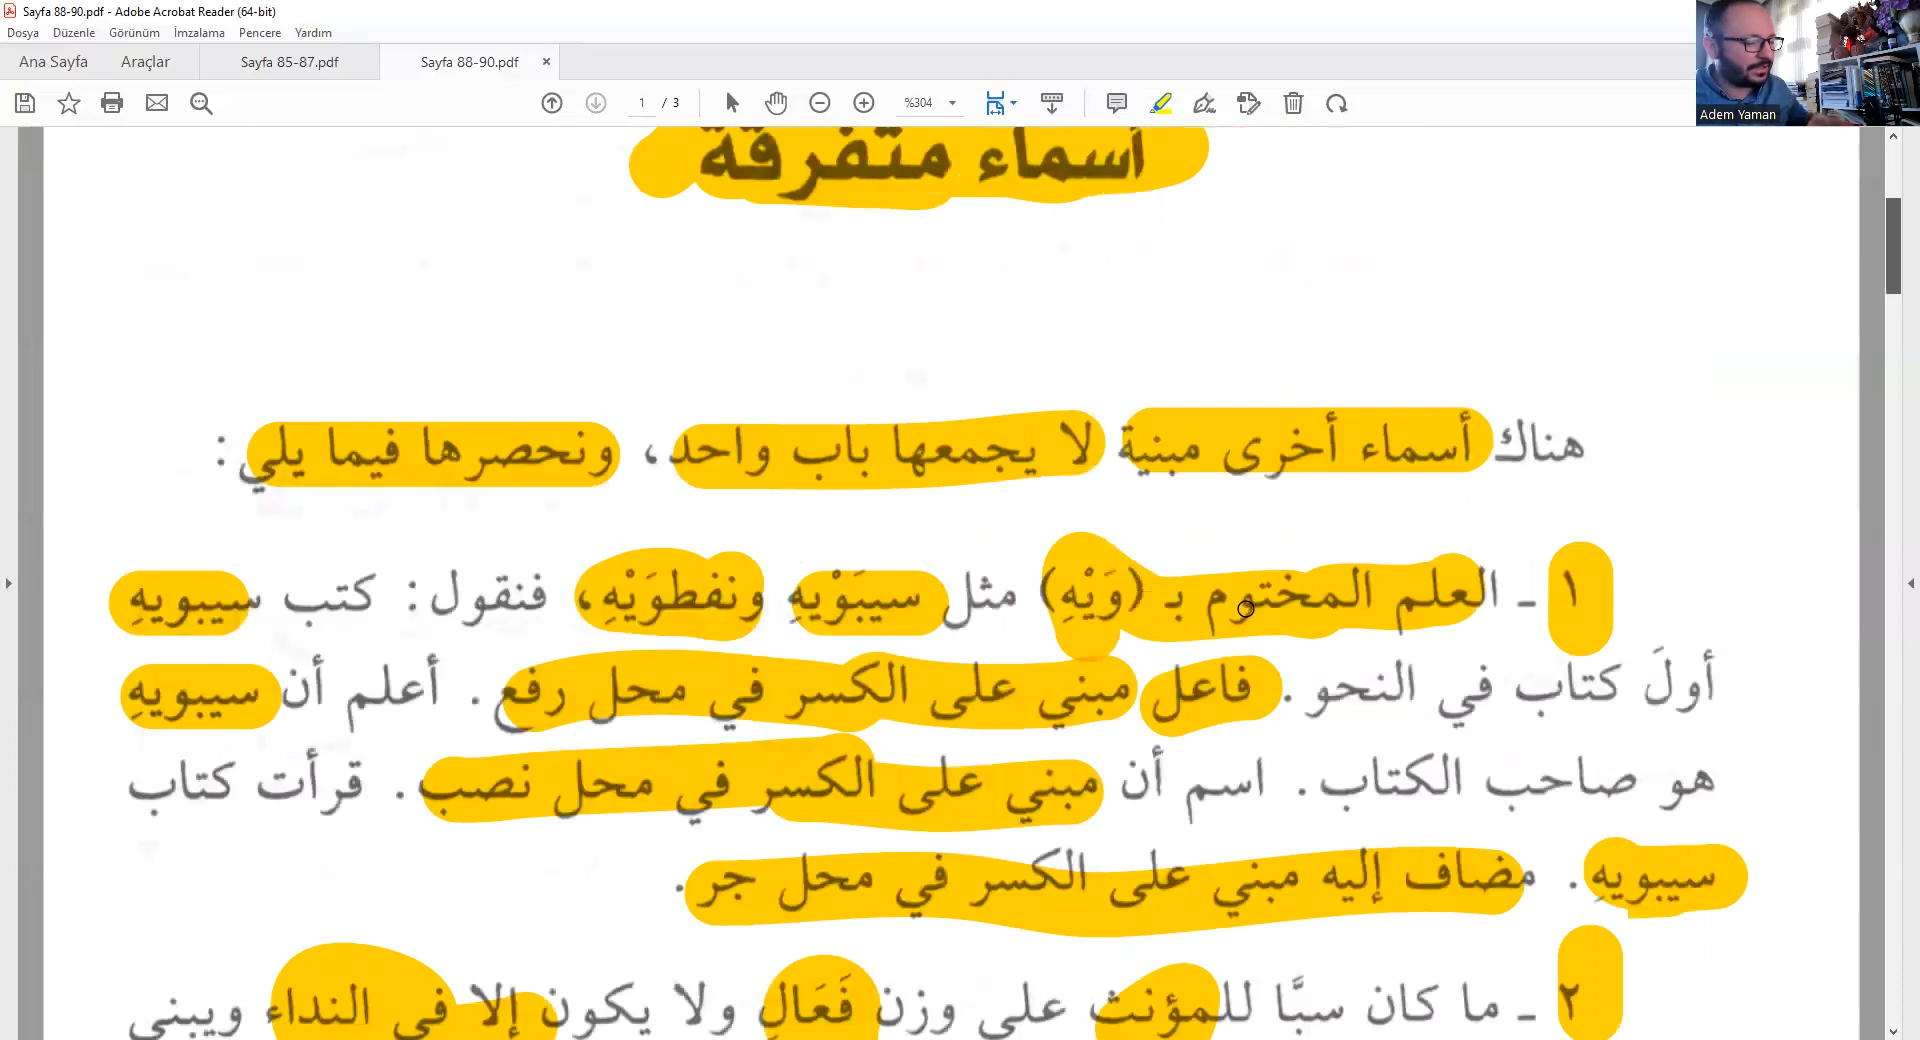 Sayfa 88-90.pdf - Adobe Acrobat Reader (64-bit)
Dosya Düzenle Görünüm İmzalama Pencere Yardım
Ana Sayfa Araçlar Sayfa 85-87.pdf Sayfa 88-90.pdf ×
1 / 3 %304
Adem Yaman
أسماء متفرقة
هناك أسماء أخرى مبنية لا يجمعها باب واحد، ونحصرها فيما يلي :
١ ـ العلم المختوم بـ (وَيْهِ) مثل سيبَوْيْهِ ونفطوَيْهِ، فنقول: كتب سيبويهِ
أولَ كتاب في النحو. فاعل مبني على الكسر في محل رفع. أعلم أن سيبويهِ
هو صاحب الكتاب. اسم أن مبني على الكسر في محل نصب. قرأت كتاب
سيبويهِ. مضاف إليه مبني على الكسر في محل جر.
٢ ـ ما كان سبًّا للمؤنث على وزن فَعَالِ ولا يكون إلا في النداء ويبنى